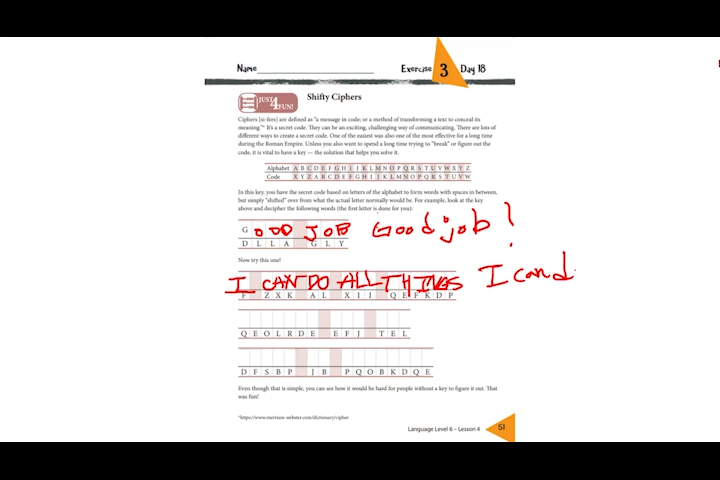 Name Exercise 3 Day 18
JUST 4 FUN!
Shifty Ciphers
Ciphers [si-fers] are defined as "a message in code; or a method of transforming a text to conceal its
meaning."* It's a secret code. They can be an exciting, challenging way of communicating. There are lots of
different ways to create a secret code. One of the easiest was also one of the most effective for a long time
during the Roman Empire. Unless you also want to spend a long time trying to "break" or figure out the
code, it is vital to have a key — the solution that helps you solve it.
Alphabet A B C D E F G H I J K L M N O P Q R S T U V W X Y Z
Code X Y Z A B C D E F G H I J K L M N O P Q R S T U V W
In this key, you have the secret code based on letters of the alphabet to form words with spaces in between,
but simply "shifted" over from what the actual letter normally would be. For example, look at the key
above and decipher the following words (the first letter is done for you):
G OOD JOB Good job!
D L L A G L Y
Now try this one!
I CAN DO ALL THINGS I can d
F Z X K A L X I I Q E F K D P
Q E O L R D E E F J T E L
D F S B P J B P Q O B K D Q E
Even though that is simple, you can see how it would be hard for people without a key to figure it out. That
was fun!
*https://www.merriam-webster.com/dictionary/cipher
Language Level 6 – Lesson 4 51